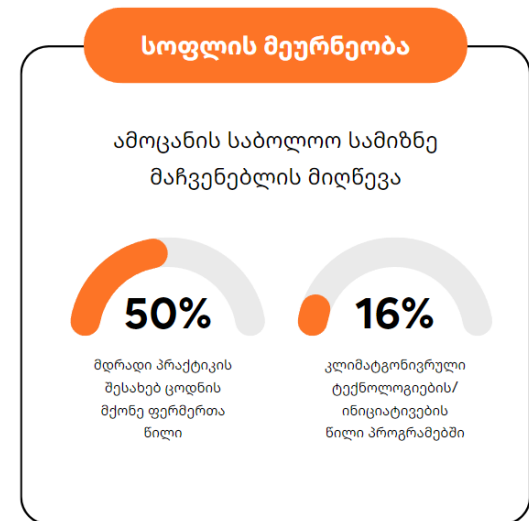 სოფლის მეურნეობა
ამოცანის საბოლოო სამიზნე
მაჩვენებლის მიღწევა
50%
16%
მდრადი პრაქტიკის
შესახებ ცოდნის
მქონე ფერმერთა
წილი
კლიმატგონივრული
ტექნოლოგიების/
ინიციატივების
წილი პროგრამებში